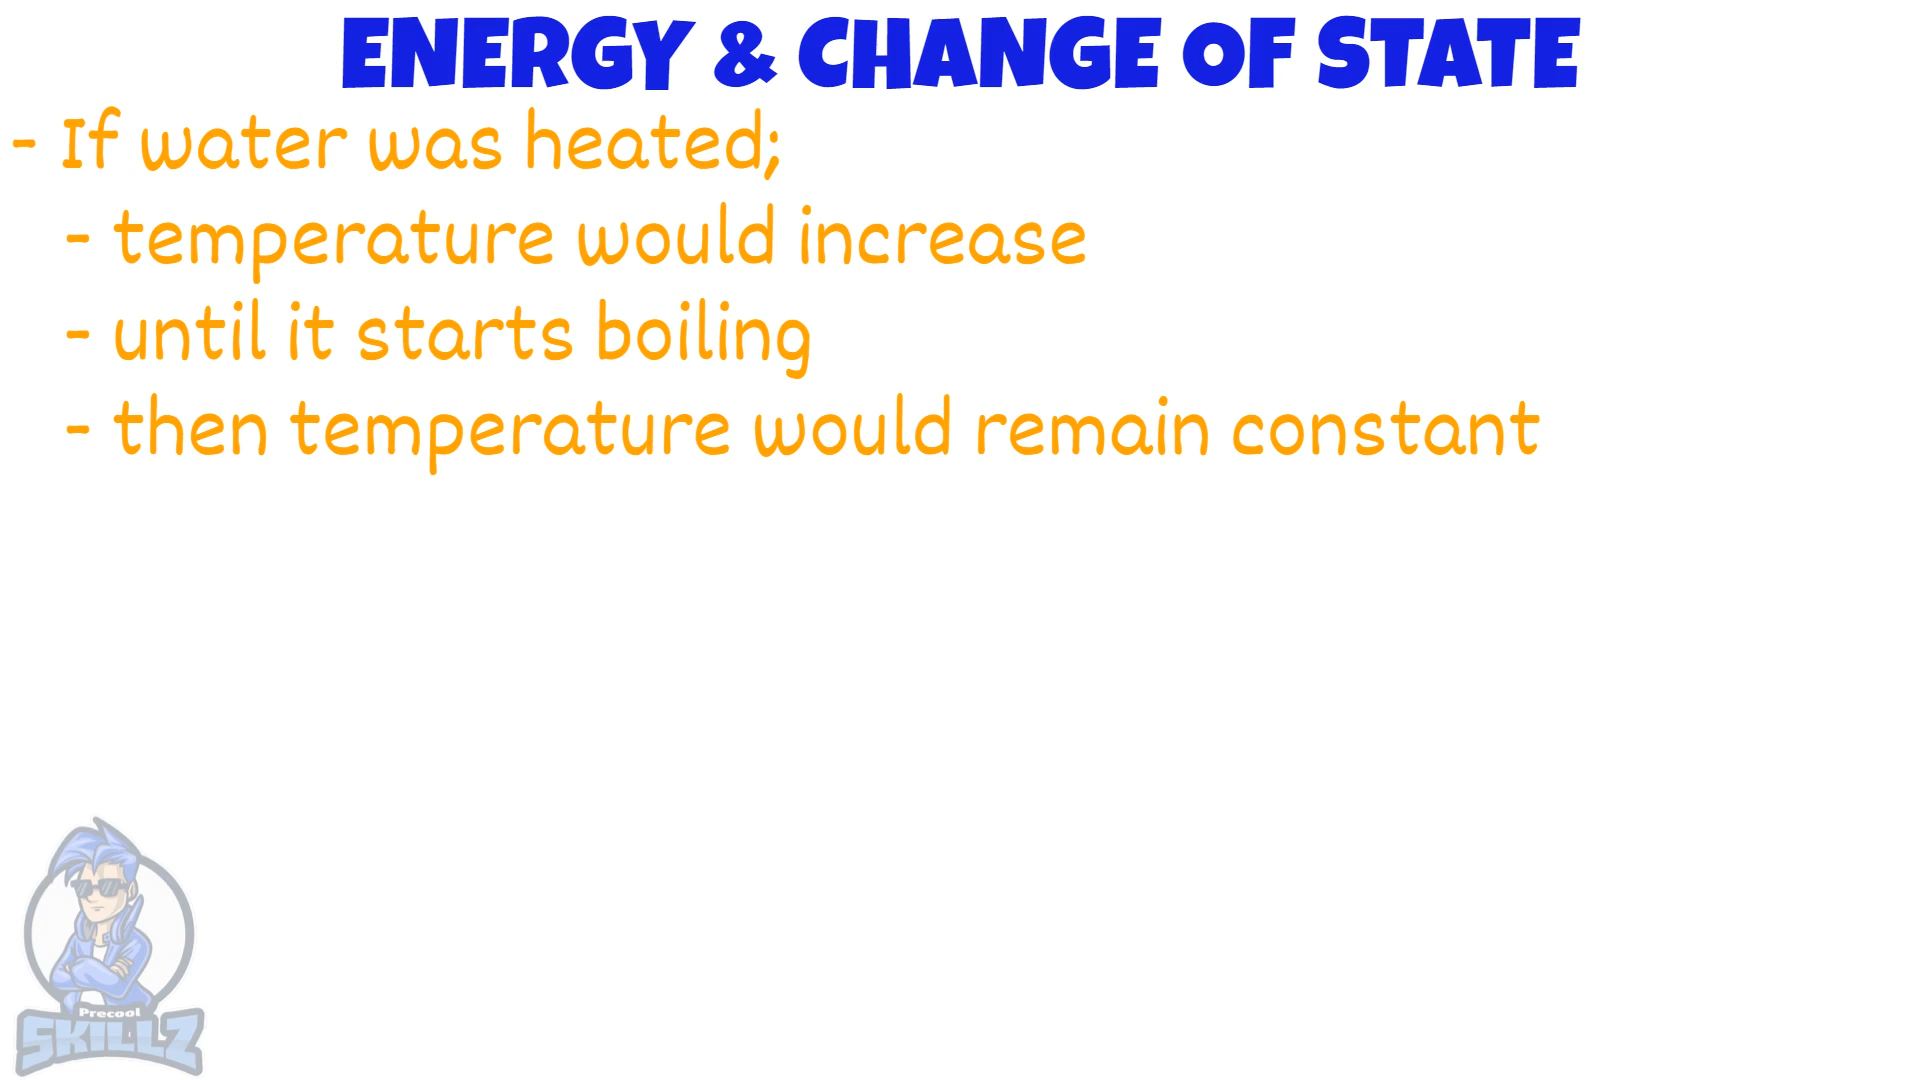 ENERGY & CHANGE OF STATE
- If water was heated;
- temperature would increase
- until it starts boiling
- then temperature would remain constant
Precool
SKILLZ